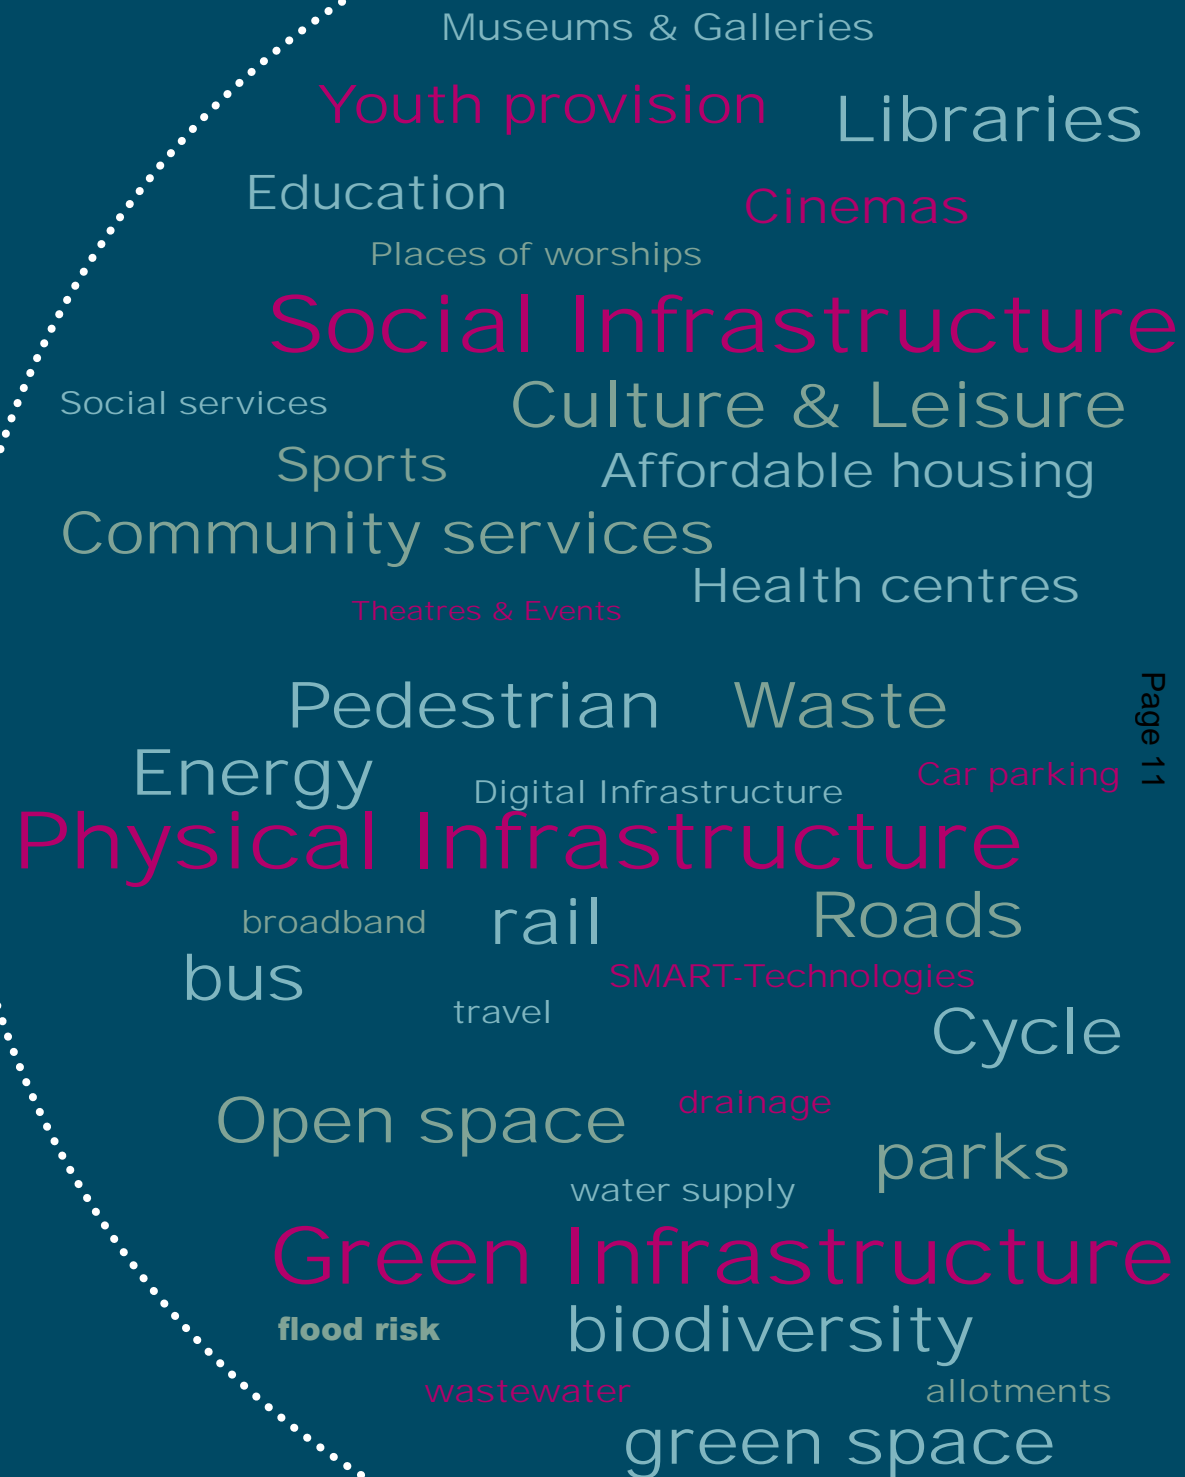 Museums & Galleries
Youth provision
Libraries
Education
Cinemas
Places of worships
Social Infrastructure
Social services
Culture & Leisure
Sports
Affordable housing
Community services
Health centres
Theatres & Events
Pedestrian
Waste
Energy
Digital Infrastructure
Car parking
Physical Infrastructure
broadband
rail
Roads
bus
SMART-Technologies
travel
Cycle
Open space
drainage
parks
water supply
Green Infrastructure
flood risk
biodiversity
wastewater
allotments
green space
Page 11